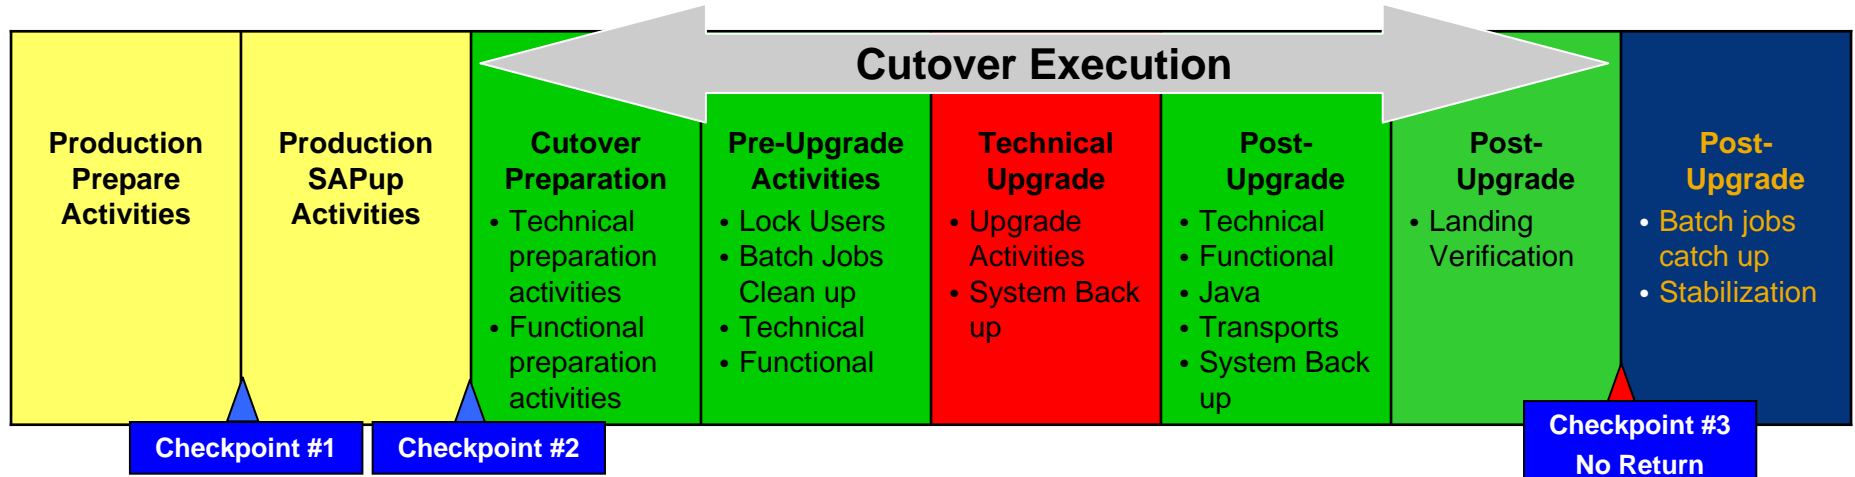 Cutover Execution
Production
Prepare
Activities
Production
SAPup
Activities
Cutover
Preparation
• Technical
preparation
activities
• Functional
preparation
activities
Pre-Upgrade
Activities
• Lock Users
• Batch Jobs
Clean up
• Technical
• Functional
Technical
Upgrade
• Upgrade
Activities
• System Back
up
Post-
Upgrade
• Technical
• Functional
• Java
• Transports
• System Back
up
Post-
Upgrade
• Landing
Verification
Post-
Upgrade
• Batch jobs
catch up
• Stabilization
Checkpoint #1
Checkpoint #2
Checkpoint #3
No Return